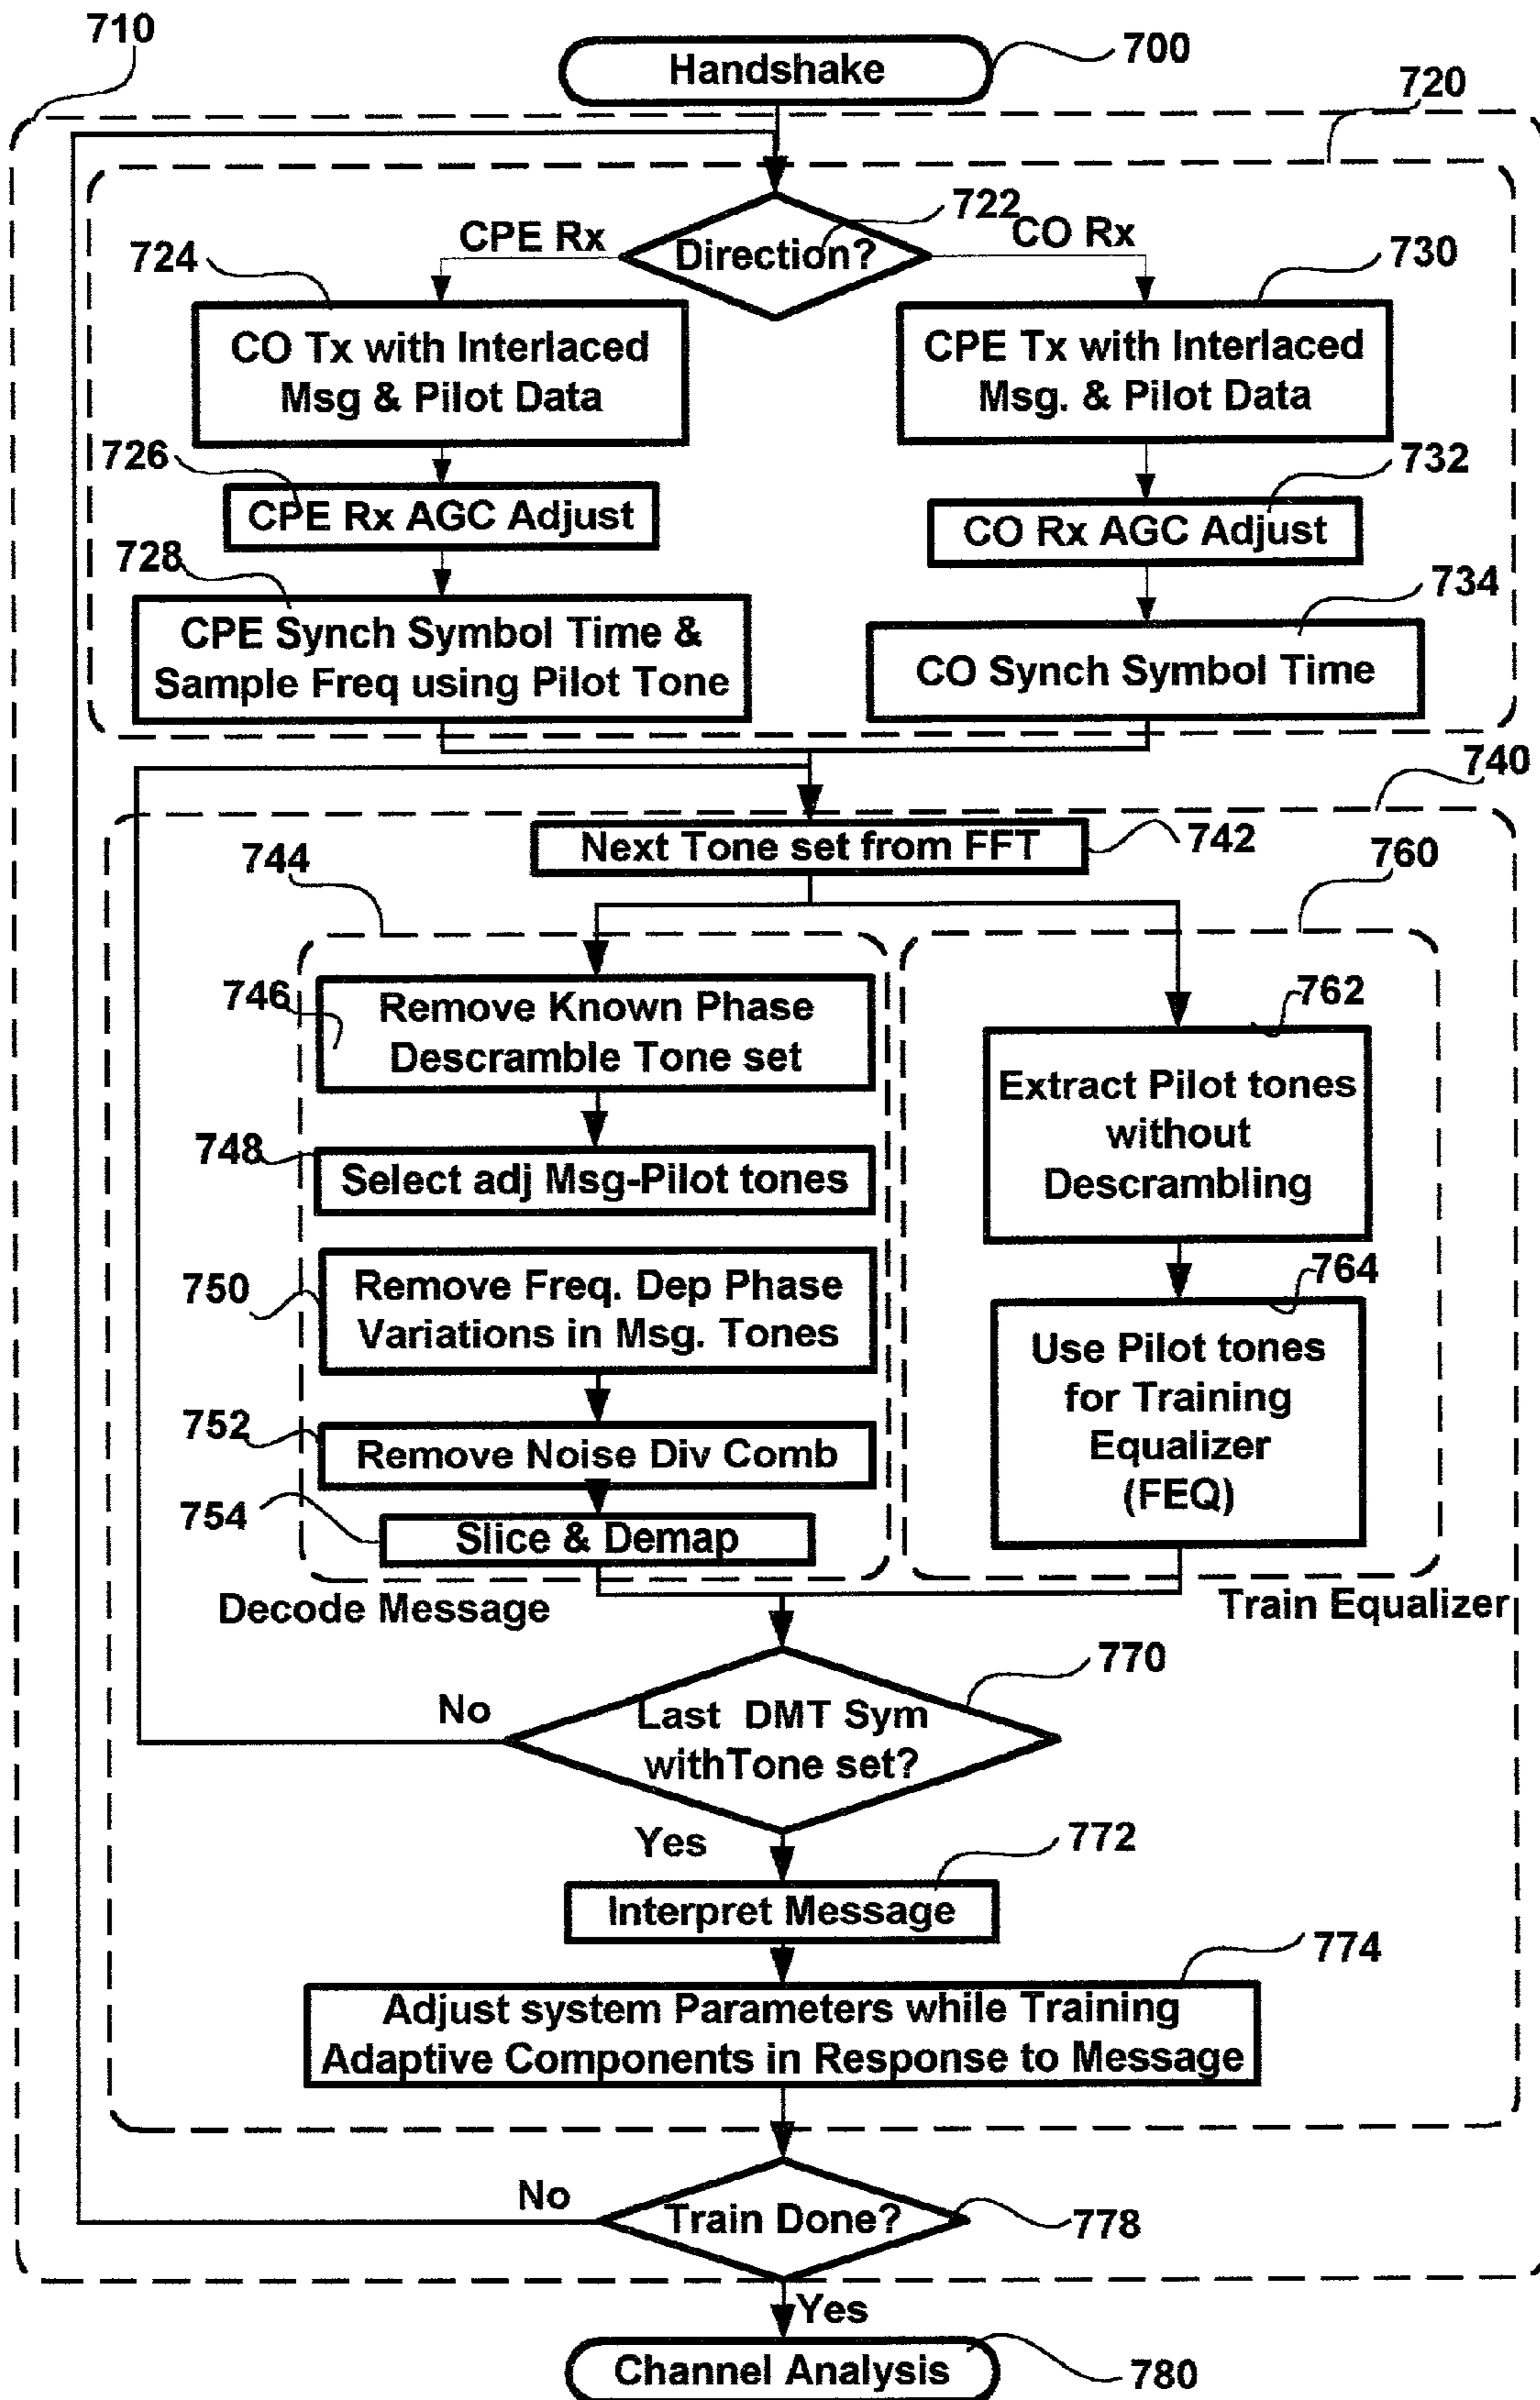 710
Handshake
700
720
722
CPE Rx
Direction?
CO Rx
724
730
CO Tx with Interlaced
Msg & Pilot Data
CPE Tx with Interlaced
Msg. & Pilot Data
726
732
CPE Rx AGC Adjust
CO Rx AGC Adjust
728
734
CPE Synch Symbol Time &
Sample Freq using Pilot Tone
CO Synch Symbol Time
740
Next Tone set from FFT
742
744
760
746
Remove Known Phase
Descramble Tone set
762
Extract Pilot tones
without
Descrambling
748
Select adj Msg-Pilot tones
750
Remove Freq. Dep Phase
Variations in Msg. Tones
764
Use Pilot tones
for Training
Equalizer
(FEQ)
752
Remove Noise Div Comb
754
Slice & Demap
Decode Message
Train Equalizer
770
No
Last DMT Sym
withTone set?
Yes
772
Interpret Message
774
Adjust system Parameters while Training
Adaptive Components in Response to Message
No
Train Done?
778
Yes
Channel Analysis
780